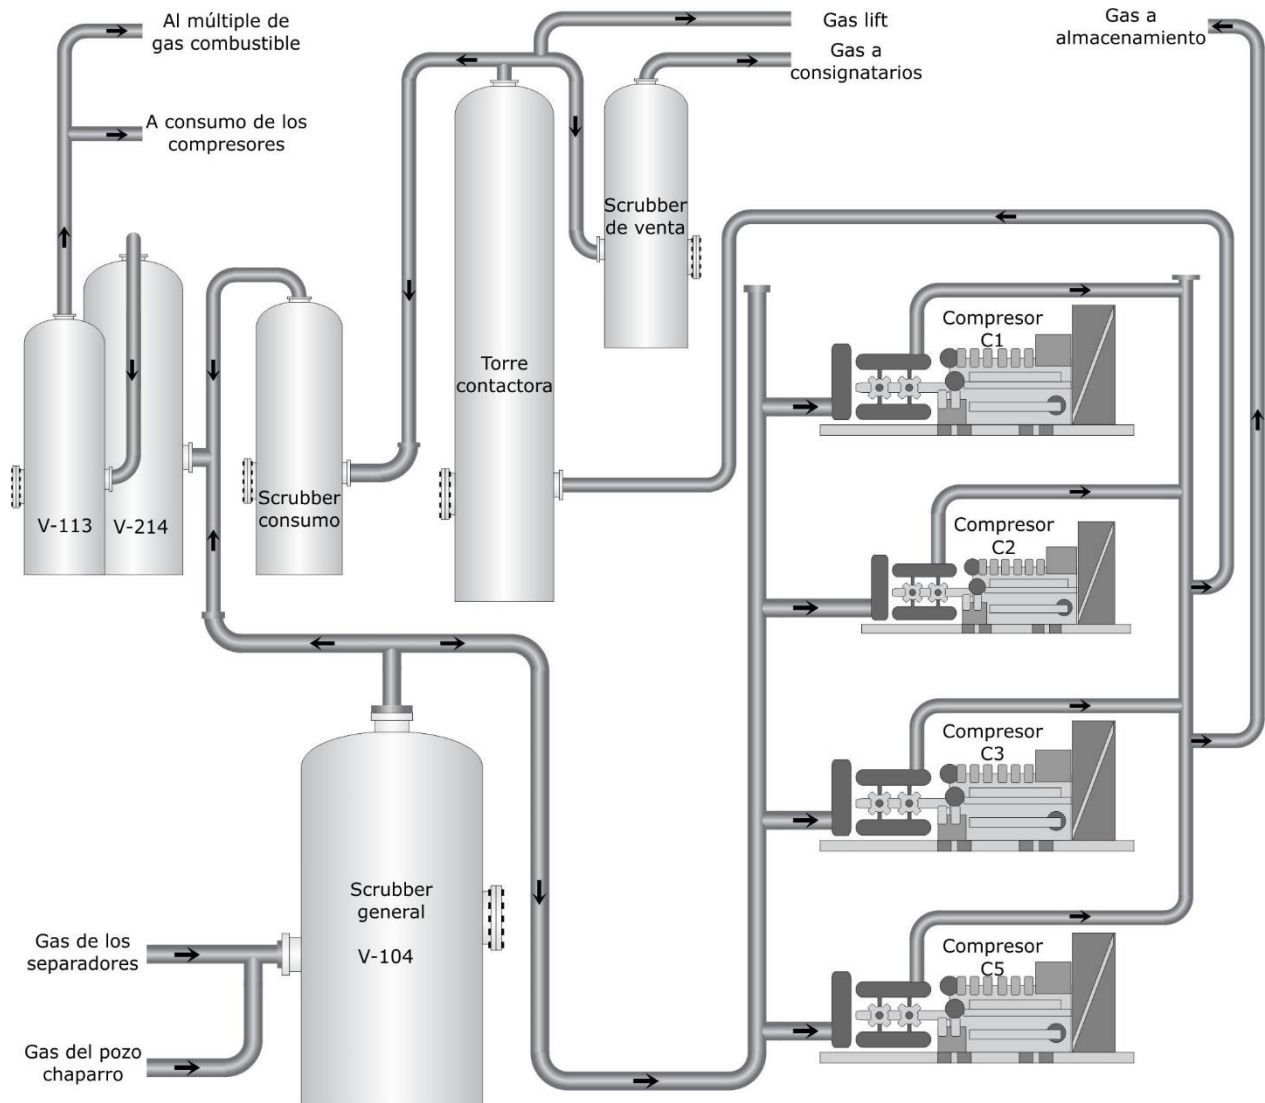 Al múltiple de
gas combustible
Gas lift
Gas a
almacenamiento
Gas a
consignatarios
A consumo de los
compresores
Scrubber
de venta
Compresor
C1
Torre
contactora
Scrubber
consumo
V-113
V-214
Compresor
C2
Compresor
C3
Scrubber
general
V-104
Gas de los
separadores
Compresor
C5
Gas del pozo
chaparro